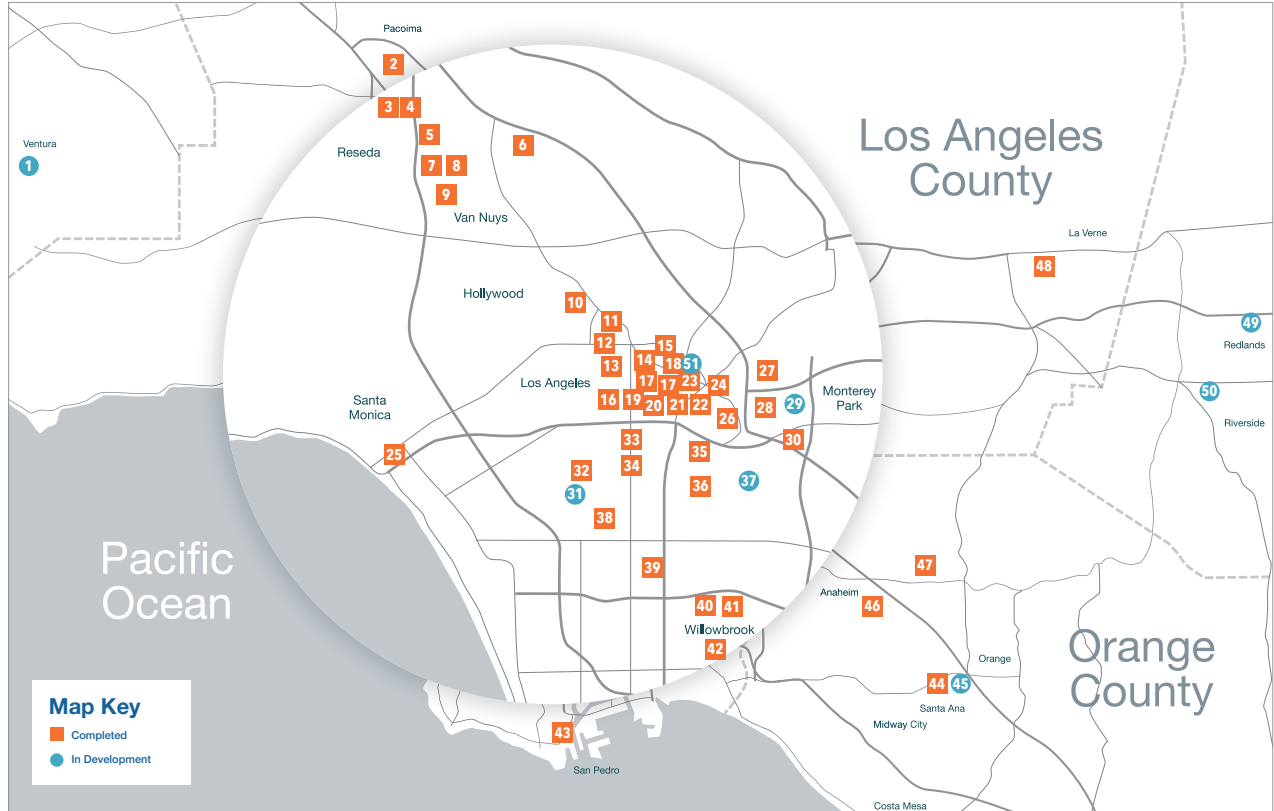 Pacoima
2
3
4
5
6
Reseda
7
8
9
Van Nuys
Ventura
1
Los Angeles
County
La Verne
48
49
Redlands
50
Riverside
Hollywood
10
11
12
13
14
15
18
51
Los Angeles
17
17
23
24
16
19
20
21
22
26
27
28
29
Monterey
Park
30
Santa
Monica
25
33
32
34
31
35
36
37
38
39
40
41
Willowbrook
42
Pacific
Ocean
47
Anaheim
46
Orange
44
45
Santa Ana
Midway City
Orange
County
Costa Mesa
43
San Pedro
Map Key
Completed
In Development